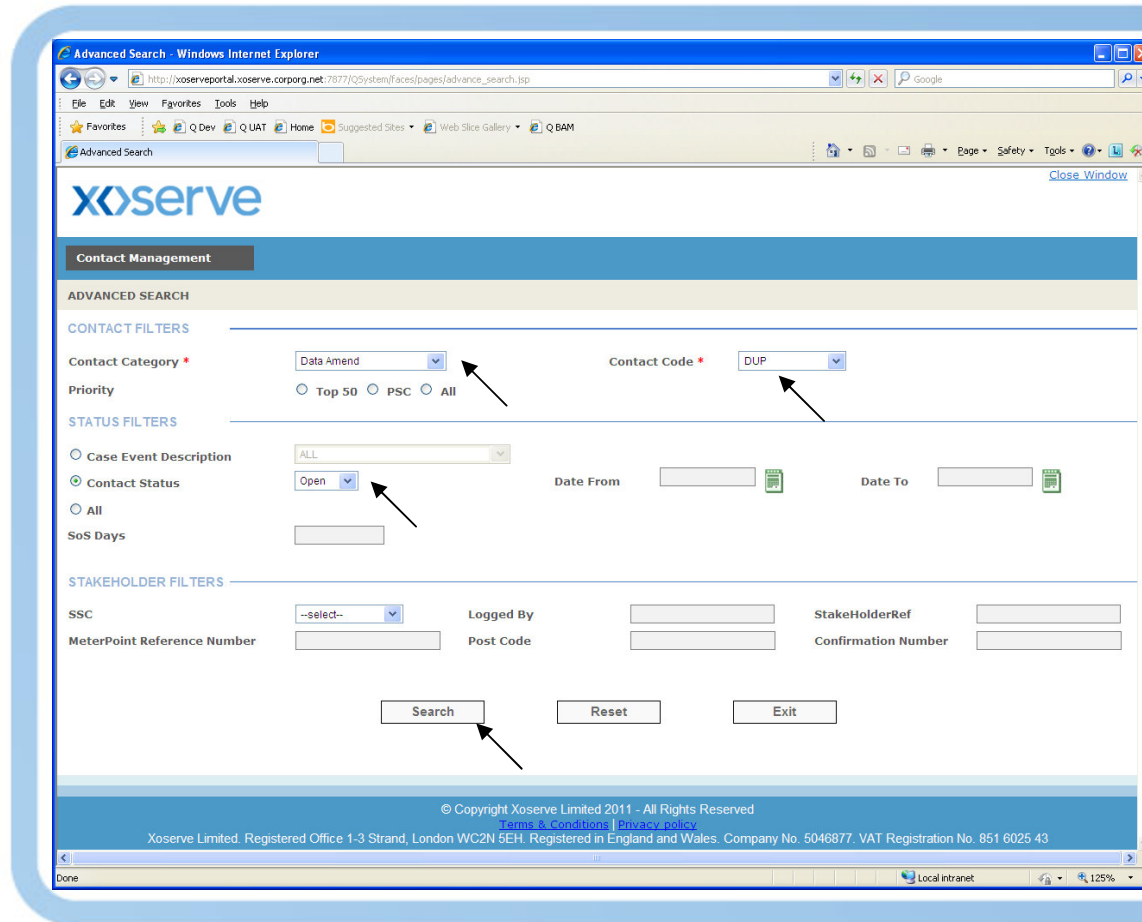 Advanced Search - Windows Internet Explorer
http://xoserveportal.xoserve.corporg.net:7877/QSystem/faces/pages/advance_search.jsp
Google
File Edit View Favorites Tools Help
Favorites Q Dev Q UAT Home Suggested Sites Web Slice Gallery Q BAM
Advanced Search Page Safety Tools
Close Window
xoserve
Contact Management
ADVANCED SEARCH
CONTACT FILTERS
Contact Category * Data Amend Contact Code * DUP
Priority Top 50 PSC All
STATUS FILTERS
Case Event Description ALL
Contact Status Open Date From Date To
All
SoS Days
STAKEHOLDER FILTERS
SSC --select-- Logged By StakeHolderRef
MeterPoint Reference Number Post Code Confirmation Number
Search Reset Exit
© Copyright Xoserve Limited 2011 - All Rights Reserved
Terms & Conditions | Privacy policy
Xoserve Limited. Registered Office 1-3 Strand, London WC2N 5EH. Registered in England and Wales. Company No. 5046877. VAT Registration No. 851 6025 43
Done Local intranet 125%